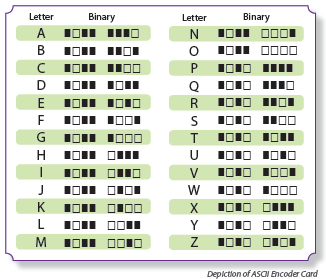 Letter Binary
A
B
C
D
E
F
G
H
I
J
K
L
M
Letter Binary
N
O
P
Q
R
S
T
U
V
W
X
Y
Z
Depiction of ASCII Encoder Card